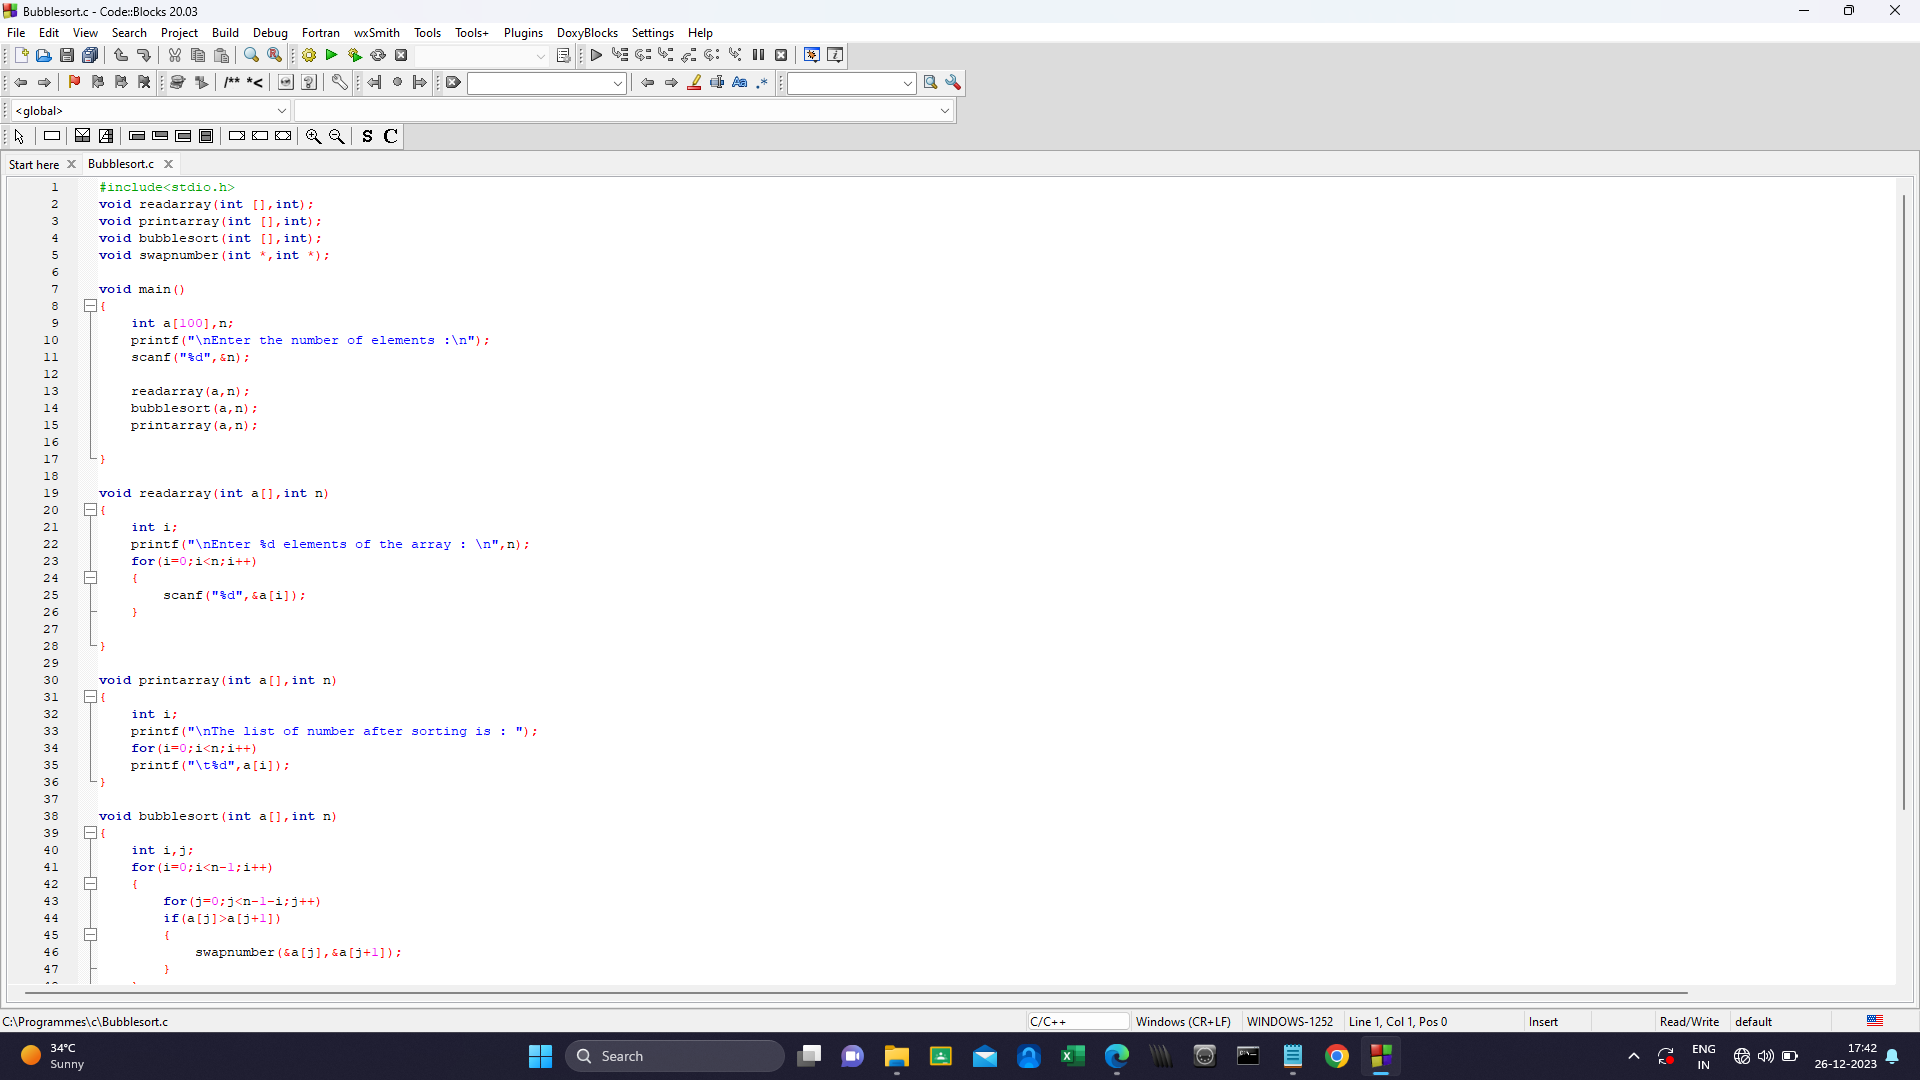 Bubblesort.c - Code::Blocks 20.03
File Edit View Search Project Build Debug Fortran wxSmith Tools Tools+ Plugins DoxyBlocks Settings Help
/** *<
Aa .*
<global>
S C
Start here Bubblesort.c
1 #include<stdio.h>
2 void readarray(int [],int);
3 void printarray(int [],int);
4 void bubblesort(int [],int);
5 void swapnumber(int *,int *);
6
7 void main()
8 {
9 int a[100],n;
10 printf("\nEnter the number of elements :\n");
11 scanf("%d",&n);
12
13 readarray(a,n);
14 bubblesort(a,n);
15 printarray(a,n);
16
17 }
18
19 void readarray(int a[],int n)
20 {
21 int i;
22 printf("\nEnter %d elements of the array : \n",n);
23 for(i=0;i<n;i++)
24 {
25 scanf("%d",&a[i]);
26 }
27
28 }
29
30 void printarray(int a[],int n)
31 {
32 int i;
33 printf("\nThe list of number after sorting is : ");
34 for(i=0;i<n;i++)
35 printf("\t%d",a[i]);
36 }
37
38 void bubblesort(int a[],int n)
39 {
40 int i,j;
41 for(i=0;i<n-1;i++)
42 {
43 for(j=0;j<n-1-i;j++)
44 if(a[j]>a[j+1])
45 {
46 swapnumber(&a[j],&a[j+1]);
47 }
C:\Programmes\c\Bubblesort.c C/C++ Windows (CR+LF) WINDOWS-1252 Line 1, Col 1, Pos 0 Insert Read/Write default
34°C
Sunny
Search
ENG
IN
17:42
26-12-2023